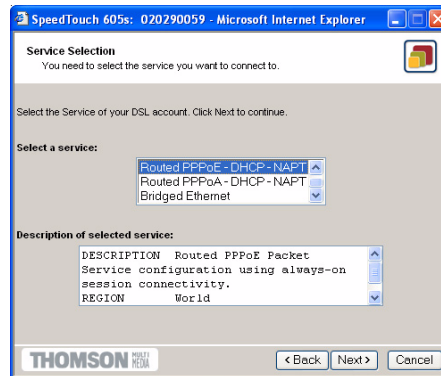 SpeedTouch 605s: 020290059 - Microsoft Internet Explorer
Service Selection
You need to select the service you want to connect to.
Select the Service of your DSL account. Click Next to continue.
Select a service:
Routed PPPoE - DHCP - NAPT
Routed PPPoA - DHCP - NAPT
Bridged Ethernet
Description of selected service:
DESCRIPTION Routed PPPoE Packet
Service configuration using always-on
session connectivity.
REGION World
THOMSON MULTI MEDIA
< Back Next > Cancel